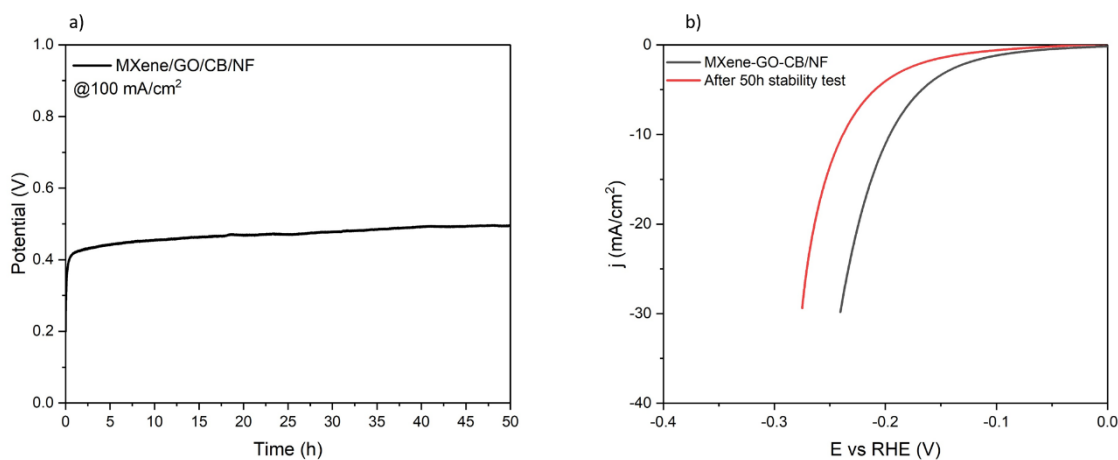 a)
MXene/GO/CB/NF
@100 mA/cm²
Potential (V)
1.0
0.8
0.6
0.4
0.2
0.0
0 5 10 15 20 25 30 35 40 45 50
Time (h)
b)
MXene-GO-CB/NF
After 50h stability test
j (mA/cm²)
0
-10
-20
-30
-40
-0.4 -0.3 -0.2 -0.1 0.0
E vs RHE (V)